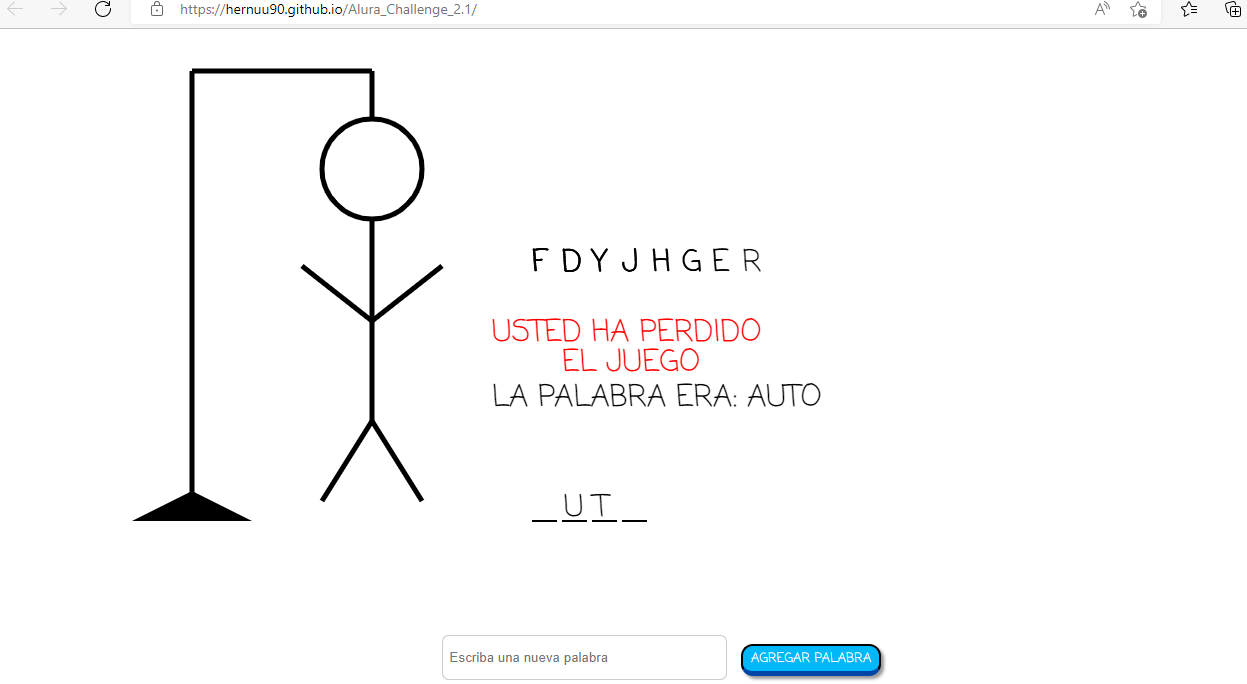 https://hernuu90.github.io/Alura_Challenge_2.1/
F D Y J H G E R
USTED HA PERDIDO
EL JUEGO
LA PALABRA ERA: AUTO
_ U T _
Escriba una nueva palabra
AGREGAR PALABRA